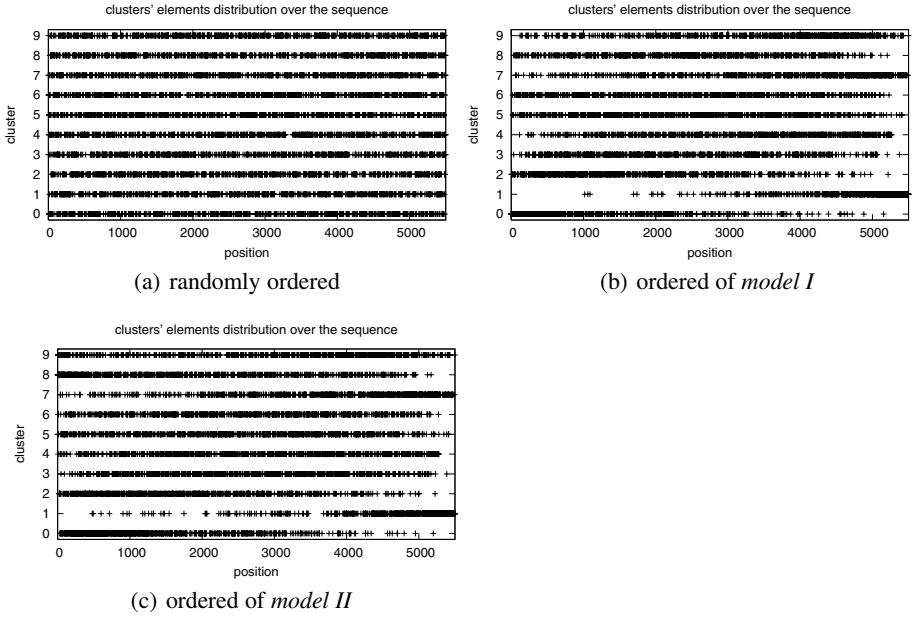 clusters' elements distribution over the sequence
9
8
7
6
5
4
3
2
1
0
cluster
0 1000 2000 3000 4000 5000
position
(a) randomly ordered
clusters' elements distribution over the sequence
9
8
7
6
5
4
3
2
1
0
cluster
0 1000 2000 3000 4000 5000
position
(b) ordered of model I
clusters' elements distribution over the sequence
9
8
7
6
5
4
3
2
1
0
cluster
0 1000 2000 3000 4000 5000
position
(c) ordered of model II